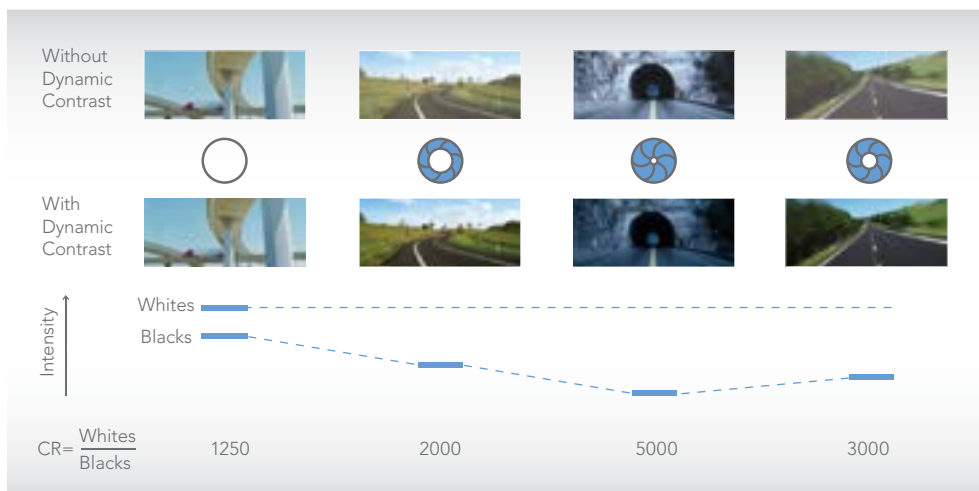 Without
Dynamic
Contrast
With
Dynamic
Contrast
Intensity
Whites
Blacks
CR= Whites
Blacks
1250
2000
5000
3000